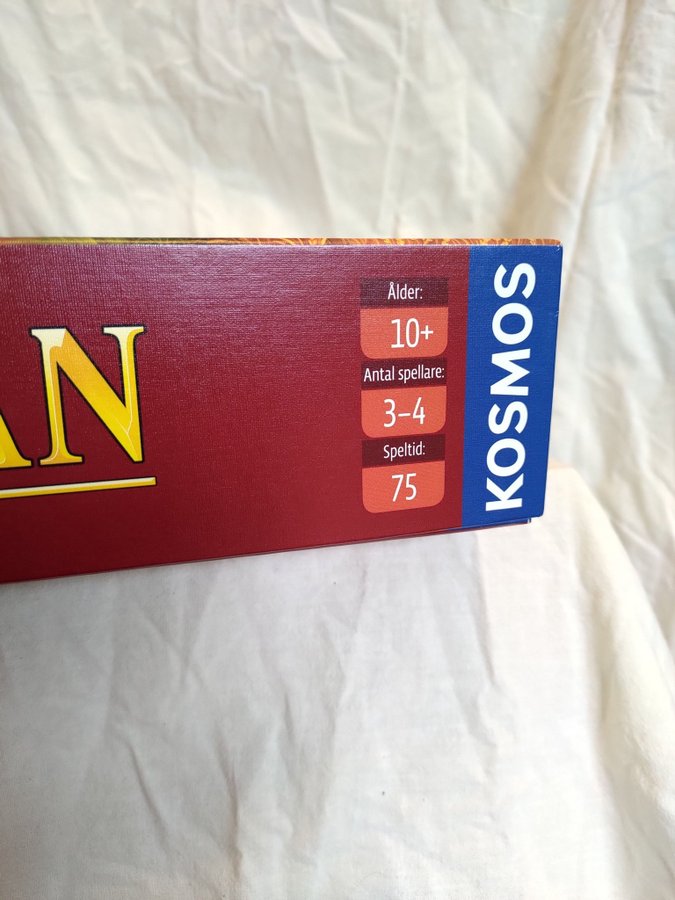 AN
Ålder:
10+
Antal spellare:
3–4
Speltid:
75
KOSMOS